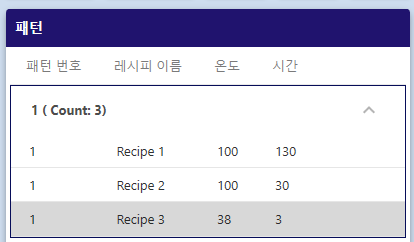 패턴
패턴 번호 레시피 이름 온도 시간
1 ( Count: 3)
1 Recipe 1 100 130
1 Recipe 2 100 30
1 Recipe 3 38 3